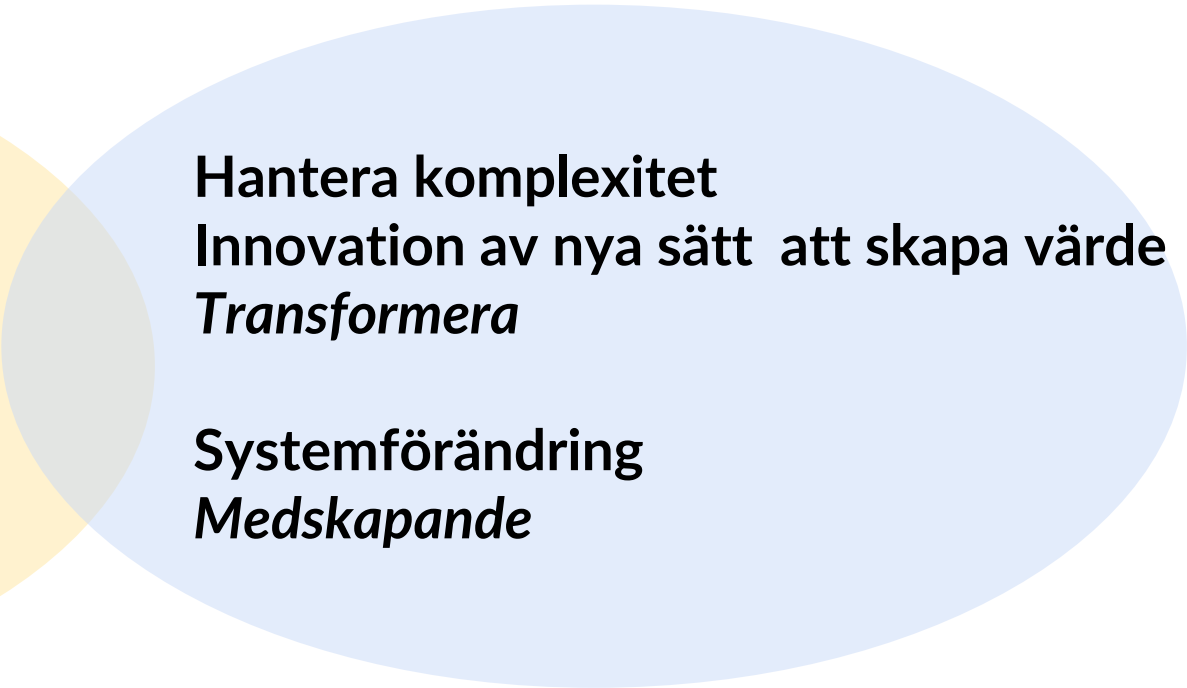 Hantera komplexitet
Innovation av nya sätt  att skapa värde
Transformera
Systemförändring
Medskapande